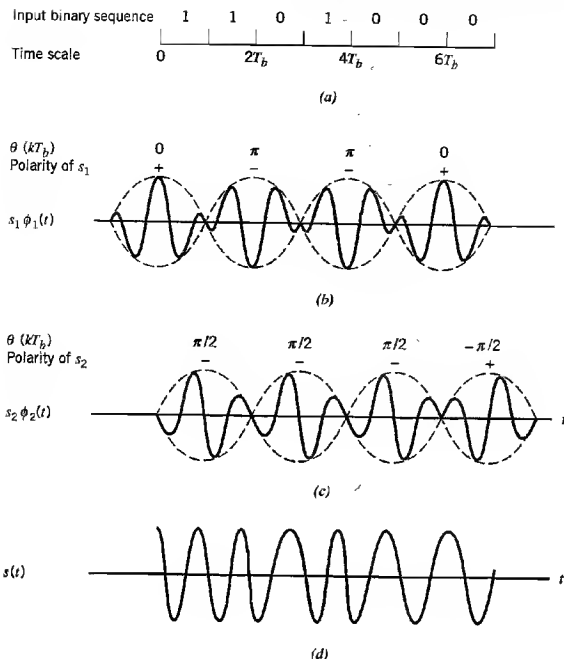 Input binary sequence 1 1 0 1 0 0 0
Time scale 0 2T_b 4T_b 6T_b
(a)
θ (kT_b) 0 π π 0
Polarity of s_1 + − − +
s_1 ϕ_1(t)
(b)
θ (kT_b) π/2 π/2 π/2 −π/2
Polarity of s_2 − − − +
s_2 ϕ_2(t) t
(c)
s(t) t
(d)